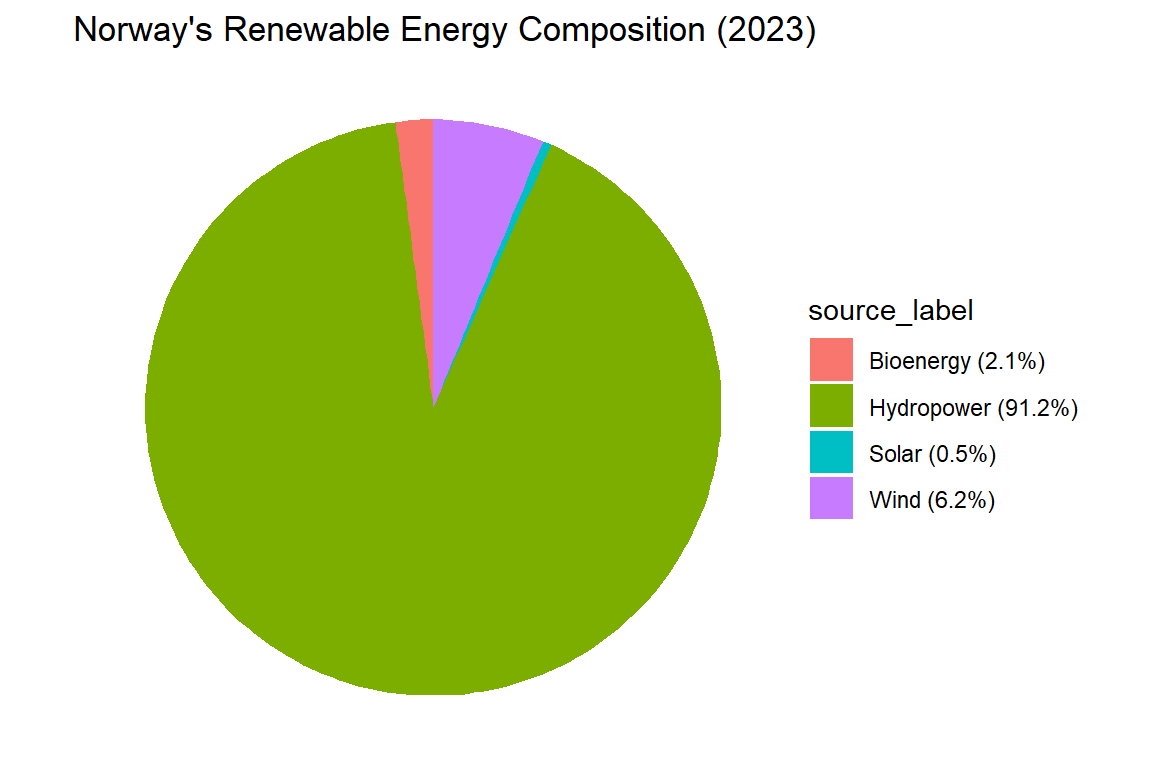 Norway's Renewable Energy Composition (2023)
source_label
Bioenergy (2.1%)
Hydropower (91.2%)
Solar (0.5%)
Wind (6.2%)